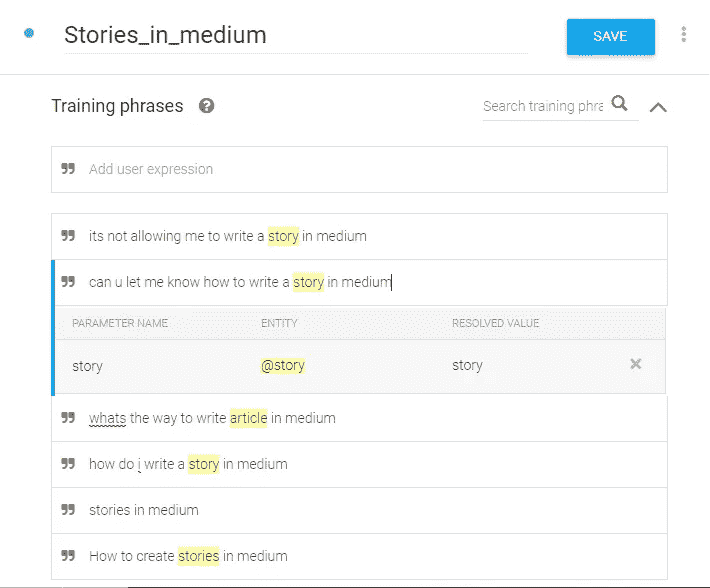 Stories_in_medium
SAVE
Training phrases ?
Search training phra
Add user expression
its not allowing me to write a story in medium
can u let me know how to write a story in medium
PARAMETER NAME ENTITY RESOLVED VALUE
story @story story
whats the way to write article in medium
how do i write a story in medium
stories in medium
How to create stories in medium